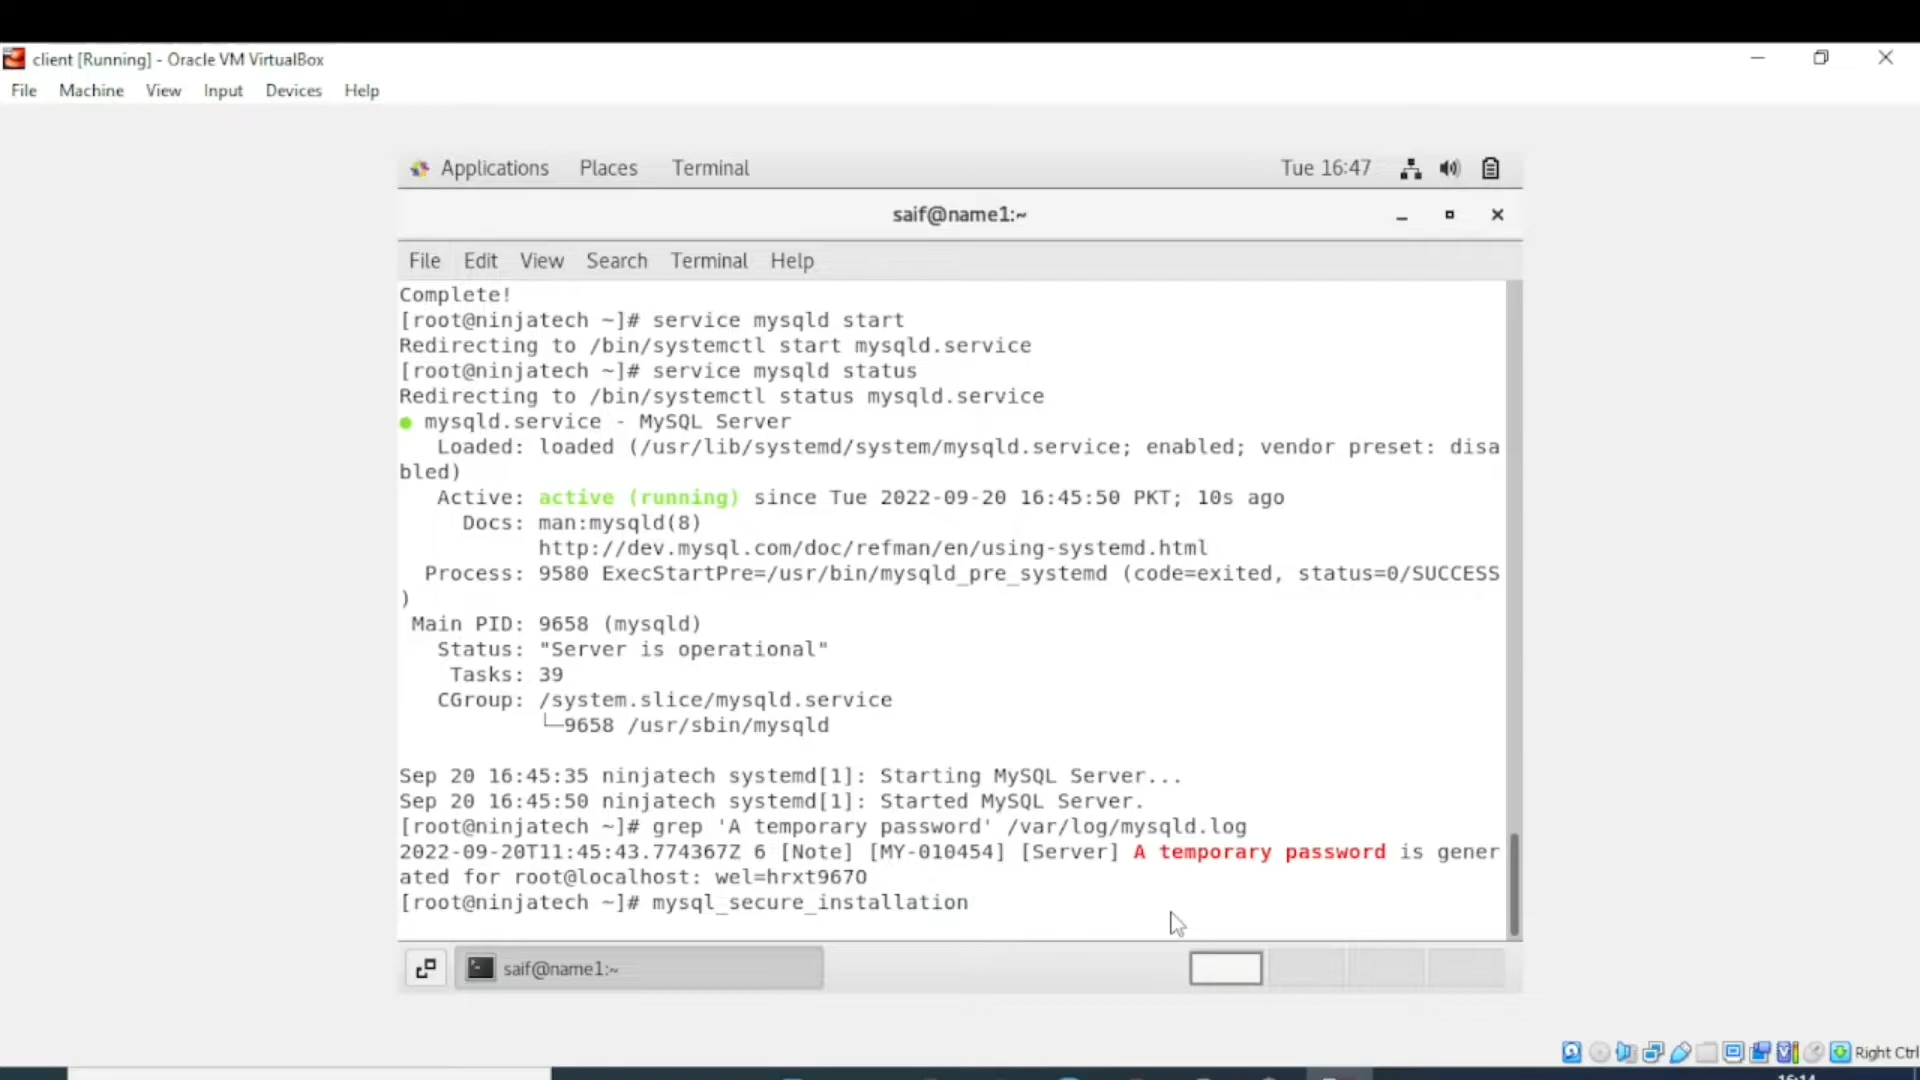 client [Running] - Oracle VM VirtualBox
File Machine View Input Devices Help
Applications Places Terminal Tue 16:47
saif@name1:~
File Edit View Search Terminal Help
Complete!
[root@ninjatech ~]# service mysqld start
Redirecting to /bin/systemctl start mysqld.service
[root@ninjatech ~]# service mysqld status
Redirecting to /bin/systemctl status mysqld.service
● mysqld.service - MySQL Server
Loaded: loaded (/usr/lib/systemd/system/mysqld.service; enabled; vendor preset: disa
bled)
Active: active (running) since Tue 2022-09-20 16:45:50 PKT; 10s ago
Docs: man:mysqld(8)
http://dev.mysql.com/doc/refman/en/using-systemd.html
Process: 9580 ExecStartPre=/usr/bin/mysqld_pre_systemd (code=exited, status=0/SUCCESS
)
Main PID: 9658 (mysqld)
Status: "Server is operational"
Tasks: 39
CGroup: /system.slice/mysqld.service
└─9658 /usr/sbin/mysqld
Sep 20 16:45:35 ninjatech systemd[1]: Starting MySQL Server...
Sep 20 16:45:50 ninjatech systemd[1]: Started MySQL Server.
[root@ninjatech ~]# grep 'A temporary password' /var/log/mysqld.log
2022-09-20T11:45:43.774367Z 6 [Note] [MY-010454] [Server] A temporary password is gener
ated for root@localhost: wel=hrxt967O
[root@ninjatech ~]# mysql_secure_installation
saif@name1:~
Right Ctrl